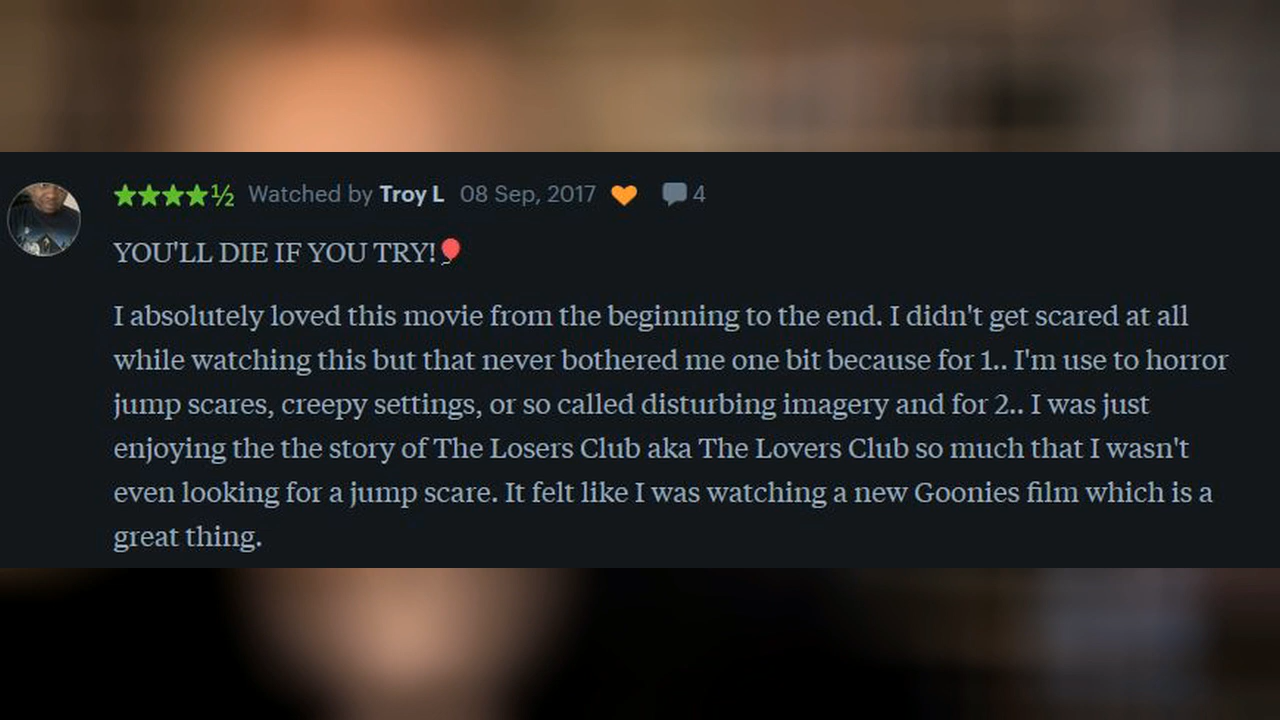 ★★★★½ Watched by Troy L 08 Sep, 2017 🧡 4
YOU'LL DIE IF YOU TRY!🎈
I absolutely loved this movie from the beginning to the end. I didn't get scared at all
while watching this but that never bothered me one bit because for 1.. I'm use to horror
jump scares, creepy settings, or so called disturbing imagery and for 2.. I was just
enjoying the the story of The Losers Club aka The Lovers Club so much that I wasn't
even looking for a jump scare. It felt like I was watching a new Goonies film which is a
great thing.